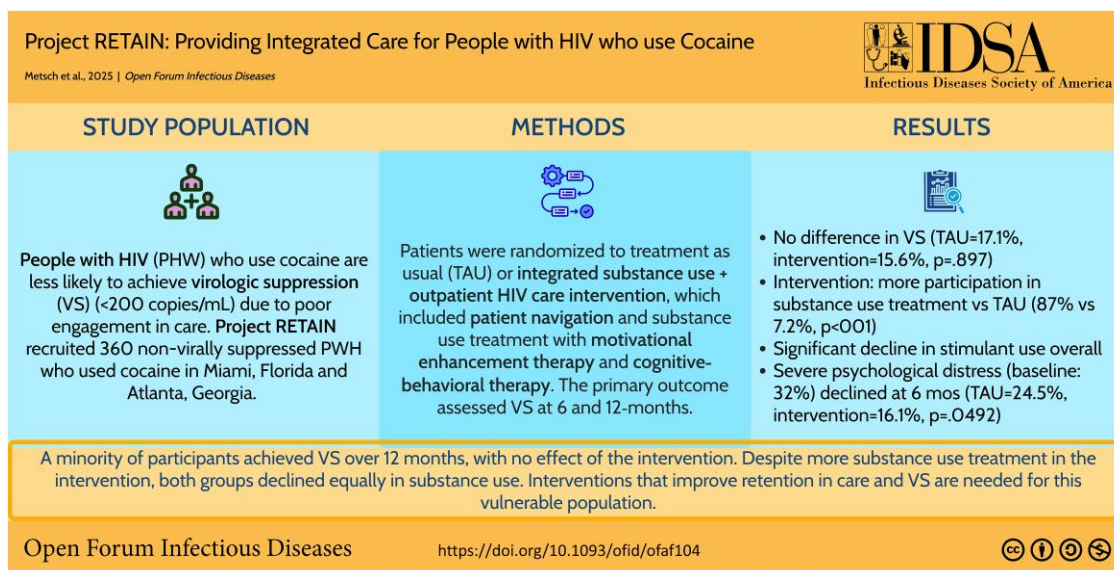 Project RETAIN: Providing Integrated Care for People with HIV who use Cocaine
Metsch et al., 2025 | Open Forum Infectious Diseases
IDSA
Infectious Diseases Society of America
STUDY POPULATION
People with HIV (PHW) who use cocaine are
less likely to achieve virologic suppression
(VS) (<200 copies/mL) due to poor
engagement in care. Project RETAIN
recruited 360 non-virally suppressed PWH
who used cocaine in Miami, Florida and
Atlanta, Georgia.
METHODS
Patients were randomized to treatment as
usual (TAU) or integrated substance use +
outpatient HIV care intervention, which
included patient navigation and substance
use treatment with motivational
enhancement therapy and cognitive-
behavioral therapy. The primary outcome
assessed VS at 6 and 12-months.
RESULTS
• No difference in VS (TAU=17.1%,
intervention=15.6%, p=.897)
• Intervention: more participation in
substance use treatment vs TAU (87% vs
7.2%, p<001)
• Significant decline in stimulant use overall
• Severe psychological distress (baseline:
32%) declined at 6 mos (TAU=24.5%,
intervention=16.1%, p=.0492)
A minority of participants achieved VS over 12 months, with no effect of the intervention. Despite more substance use treatment in the
intervention, both groups declined equally in substance use. Interventions that improve retention in care and VS are needed for this
vulnerable population.
Open Forum Infectious Diseases
https://doi.org/10.1093/ofid/ofaf104
cc